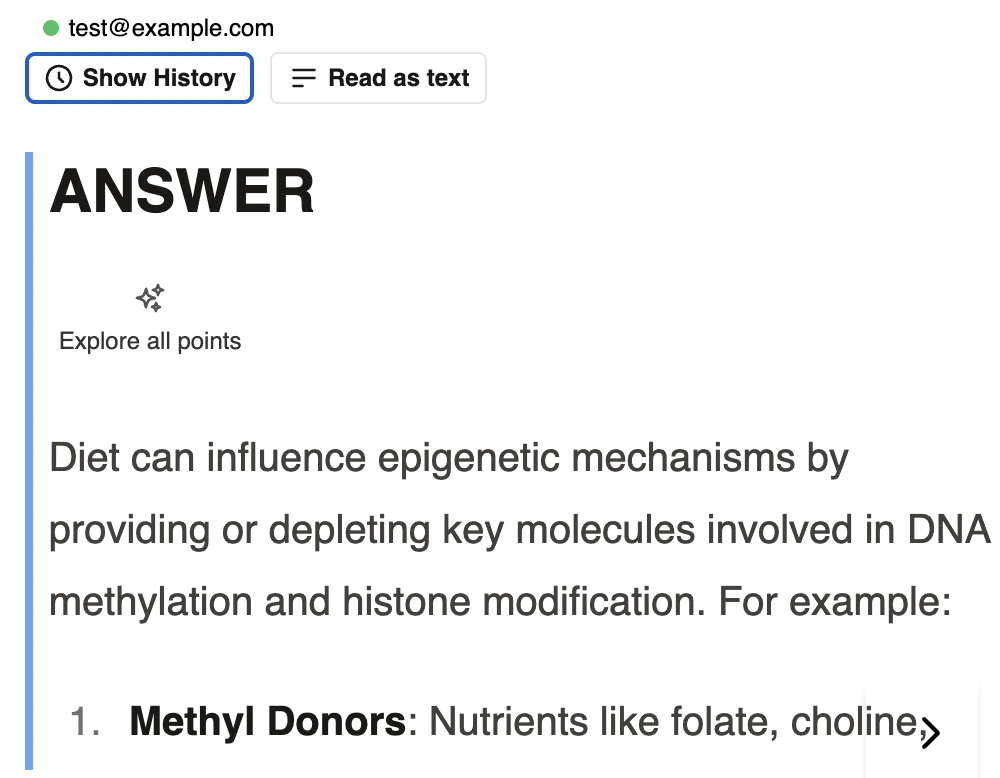 test@example.com
Show History
Read as text
ANSWER
Explore all points
Diet can influence epigenetic mechanisms by
providing or depleting key molecules involved in DNA
methylation and histone modification. For example:
1. Methyl Donors: Nutrients like folate, choline,